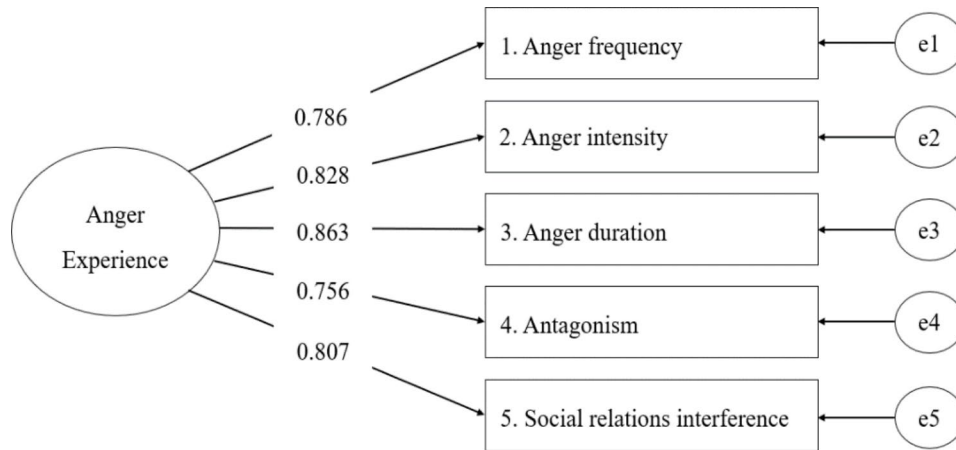 1. Anger frequency
e1
0.786
2. Anger intensity
e2
0.828
Anger
Experience
0.863
3. Anger duration
e3
0.756
4. Antagonism
e4
0.807
5. Social relations interference
e5